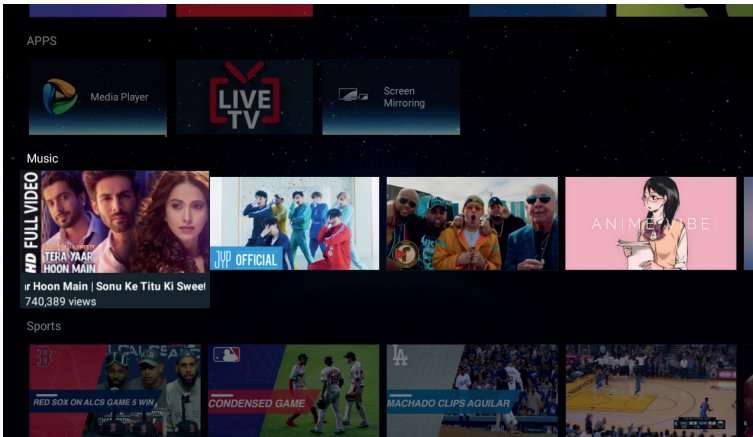 APPS
Media Player
LIVE
TV
Screen
Mirroring
Music
HD FULL VIDEO
TERA YAAR
HOON MAIN
r Hoon Main | Sonu Ke Titu Ki Sweet
740,389 views
JYP OFFICIAL
ANIME VIBE
Sports
B
RED SOX ON ALCS GAME 5 WIN
CONDENSED GAME
LA
MACHADO CLIPS AGUILAR